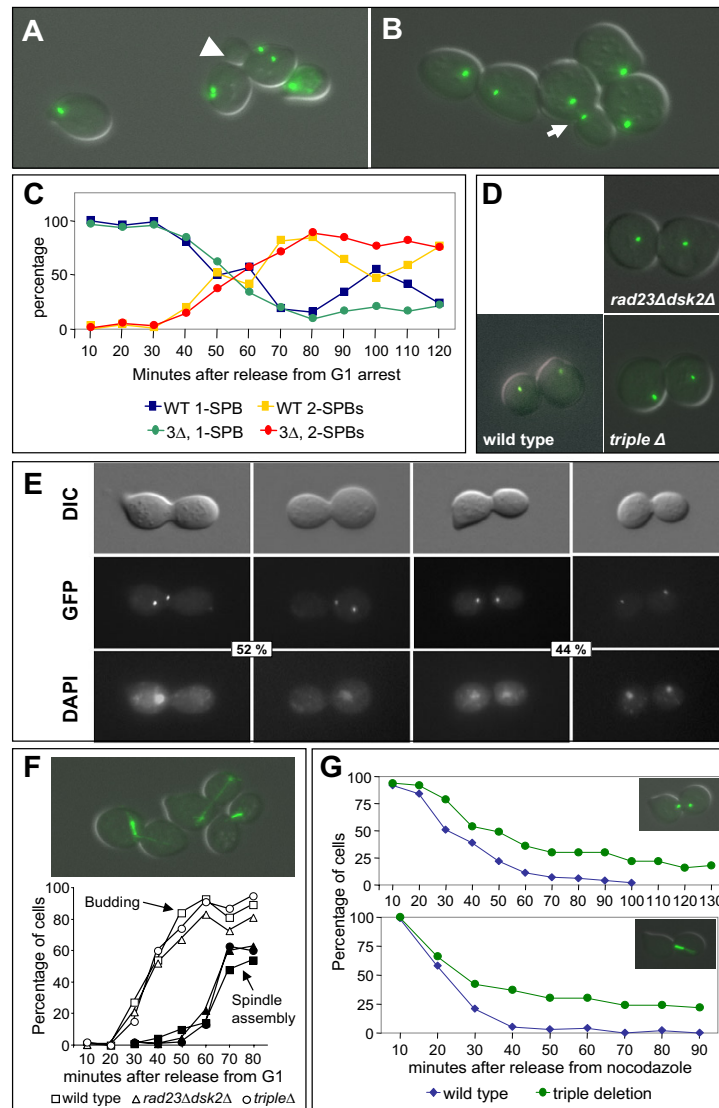 A
B
C
percentage
100
50
0
10 20 30 40 50 60 70 80 90 100 110 120
Minutes after release from G1 arrest
WT 1-SPB WT 2-SPBs
3Δ, 1-SPB 3Δ, 2-SPBs
D
rad23Δdsk2Δ
wild type
triple Δ
E
DIC
GFP
DAPI
52 %
44 %
F
Percentage of cells
100
80
60
40
20
0
Budding
Spindle
assembly
10 20 30 40 50 60 70 80
minutes after release from G1
wild type rad23Δdsk2Δ tripleΔ
G
Percentage of cells
100
75
50
25
0
10 20 30 40 50 60 70 80 90 100 110 120 130
100
75
50
25
0
10 20 30 40 50 60 70 80 90
minutes after release from nocodazole
wild type triple deletion